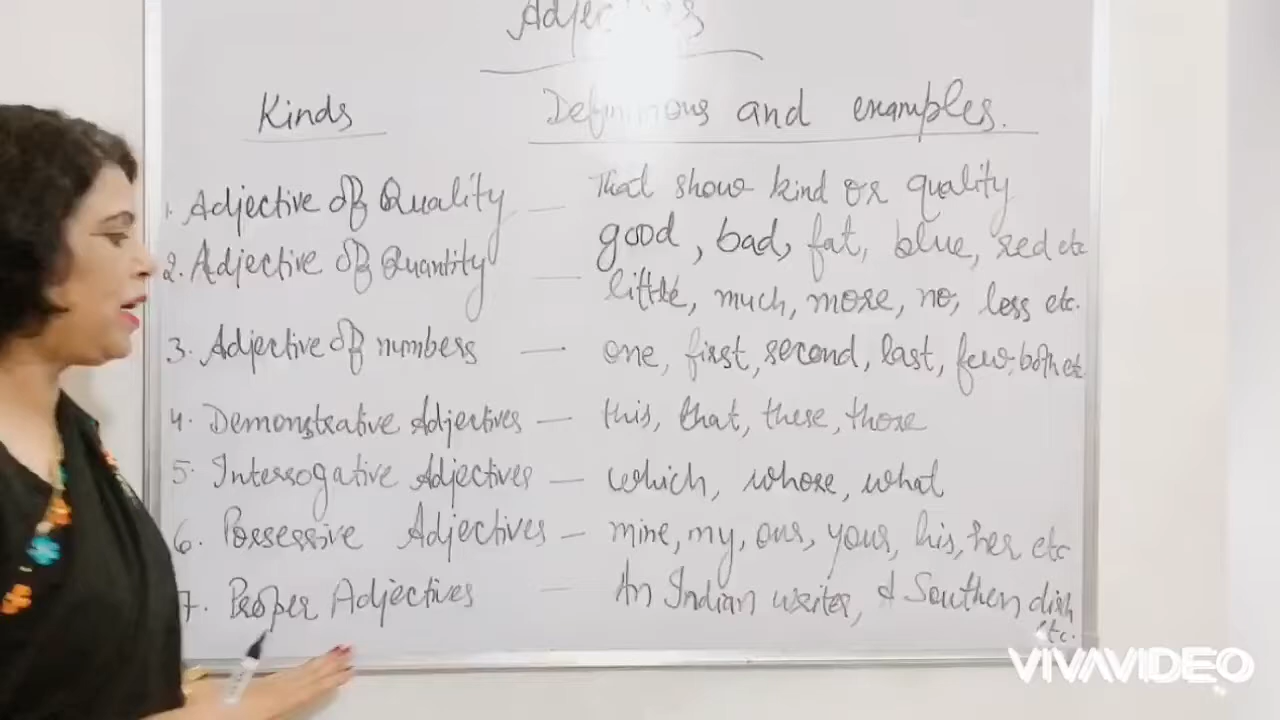 Kinds
Definitions and examples.
1. Adjective of Quality — That show kind or quality
good, bad, fat, blue, red etc
2. Adjective of Quantity — little, much, more, no, less etc.
3. Adjective of numbers — one, first, second, last, few, both etc
4. Demonstrative Adjectives — this, that, these, those
5. Interrogative Adjectives — which, whose, what
6. Possessive Adjectives — mine, my, our, your, his, her etc
7. Proper Adjectives — An Indian writer, A Southern dish
etc.
VIVAVIDEO